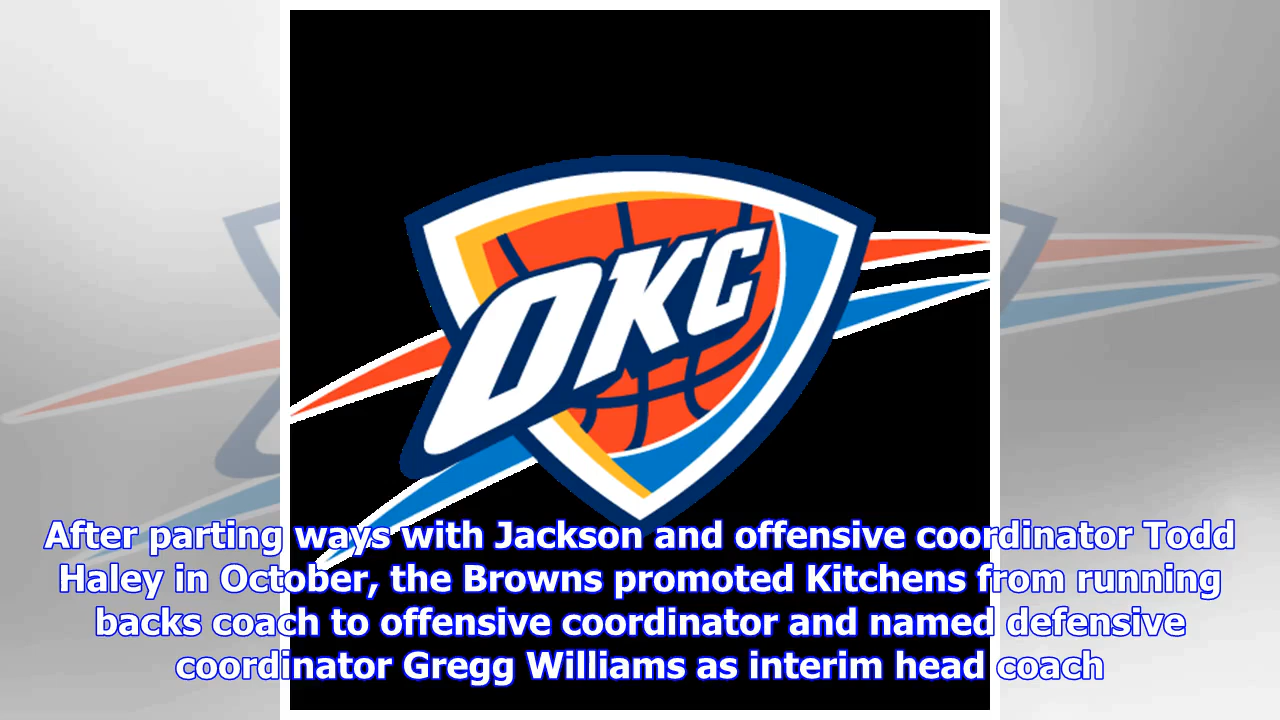 OKC
After parting ways with Jackson and offensive coordinator Todd
Haley in October, the Browns promoted Kitchens from running
backs coach to offensive coordinator and named defensive
coordinator Gregg Williams as interim head coach